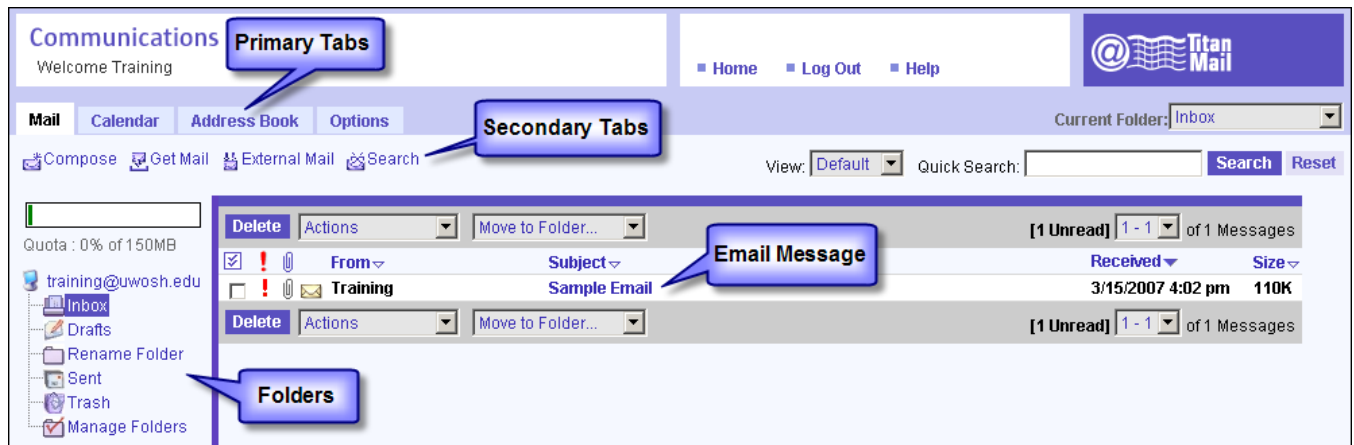 Communications
Welcome Training
Primary Tabs
Home Log Out Help
@ Titan Mail
Mail Calendar Address Book Options
Secondary Tabs
Current Folder: Inbox
Compose Get Mail External Mail Search
View: Default Quick Search: Search Reset
Quota : 0% of 150MB
training@uwosh.edu
Inbox
Drafts
Rename Folder
Sent
Trash
Manage Folders
Folders
Delete Actions Move to Folder... [1 Unread] 1 - 1 of 1 Messages
Email Message
! From Subject Received Size
! Training Sample Email 3/15/2007 4:02 pm 110K
Delete Actions Move to Folder... [1 Unread] 1 - 1 of 1 Messages